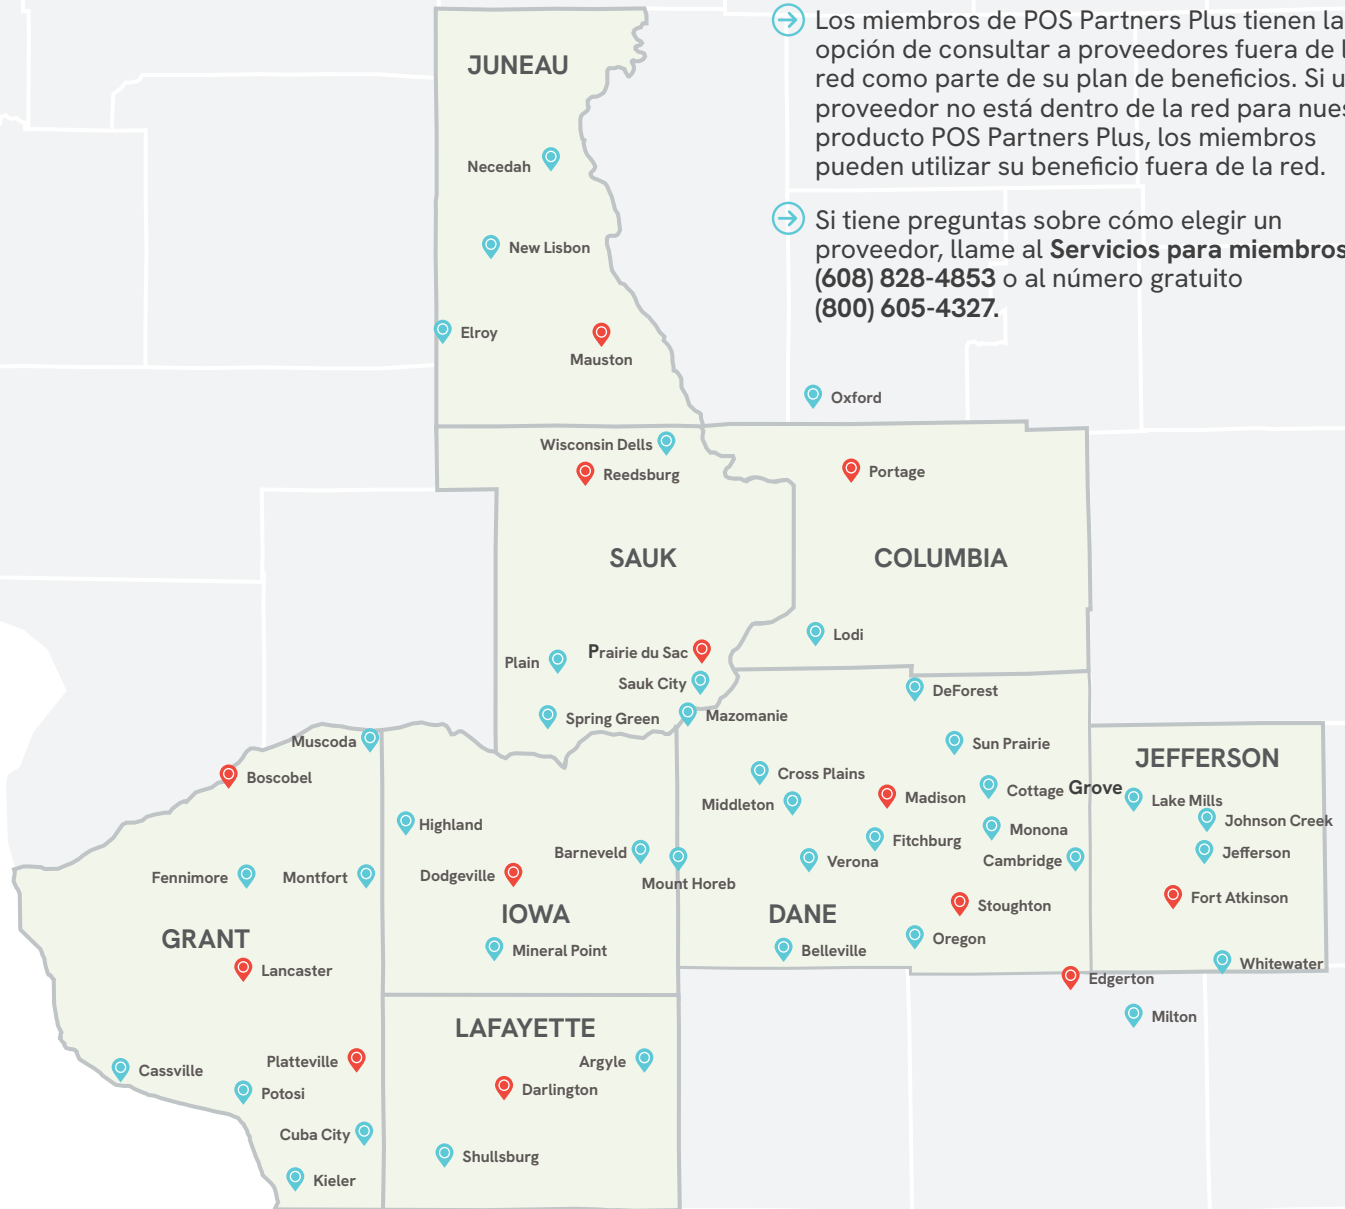 Los miembros de POS Partners Plus tienen la
opción de consultar a proveedores fuera de l
red como parte de su plan de beneficios. Si u
proveedor no está dentro de la red para nues
producto POS Partners Plus, los miembros
pueden utilizar su beneficio fuera de la red.
Si tiene preguntas sobre cómo elegir un
proveedor, llame al Servicios para miembros
(608) 828-4853 o al número gratuito
(800) 605-4327.
JUNEAU
Necedah
New Lisbon
Elroy
Mauston
Oxford
Wisconsin Dells
Reedsburg
Portage
SAUK
COLUMBIA
Lodi
Prairie du Sac
Plain
Sauk City
DeForest
Spring Green
Mazomanie
Muscoda
Sun Prairie
JEFFERSON
Boscobel
Cross Plains
Cottage Grove
Middleton
Madison
Lake Mills
Johnson Creek
Highland
Monona
Fitchburg
Barneveld
Jefferson
Verona
Cambridge
Fennimore
Montfort
Dodgeville
Mount Horeb
Fort Atkinson
Stoughton
IOWA
DANE
GRANT
Oregon
Mineral Point
Belleville
Whitewater
Lancaster
Edgerton
Milton
LAFAYETTE
Platteville
Argyle
Cassville
Darlington
Potosi
Cuba City
Shullsburg
Kieler